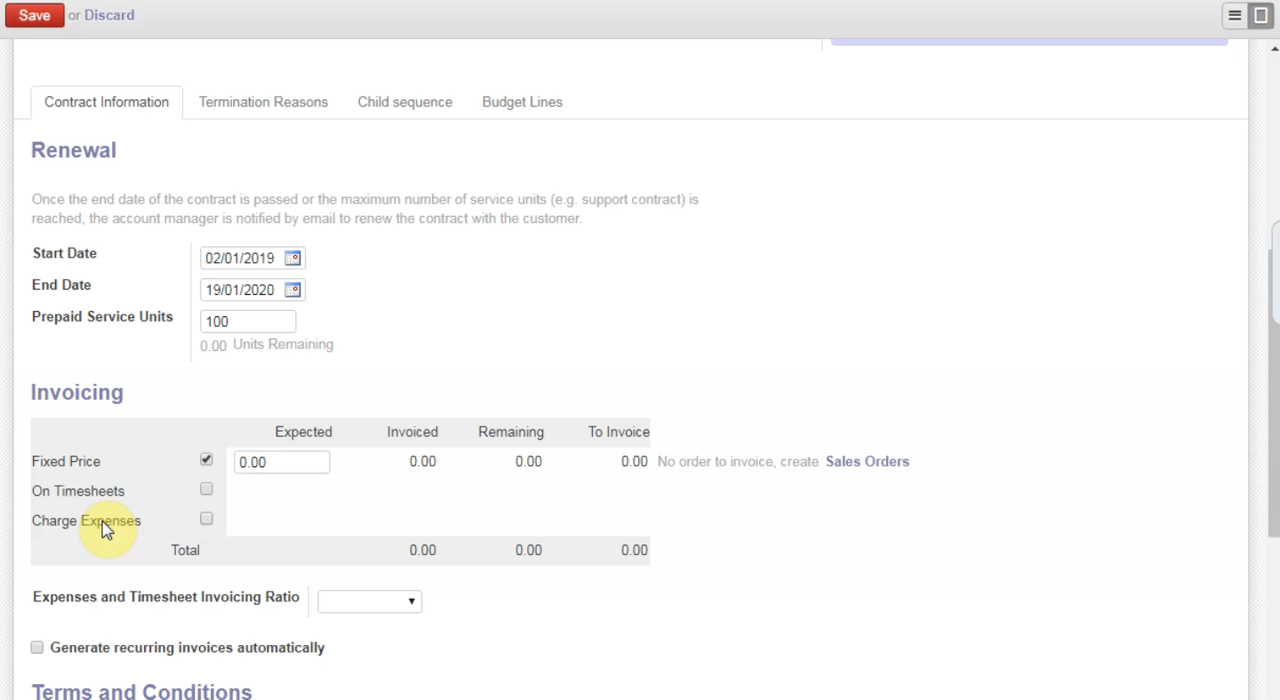 Save or Discard
Contract Information Termination Reasons Child sequence Budget Lines
Renewal
Once the end date of the contract is passed or the maximum number of service units (e.g. support contract) is
reached, the account manager is notified by email to renew the contract with the customer.
Start Date 02/01/2019
End Date 19/01/2020
Prepaid Service Units 100
0.00 Units Remaining
Invoicing
Expected Invoiced Remaining To Invoice
Fixed Price 0.00 0.00 0.00 0.00 No order to invoice, create Sales Orders
On Timesheets
Charge Expenses
Total 0.00 0.00 0.00
Expenses and Timesheet Invoicing Ratio
Generate recurring invoices automatically
Terms and Conditions